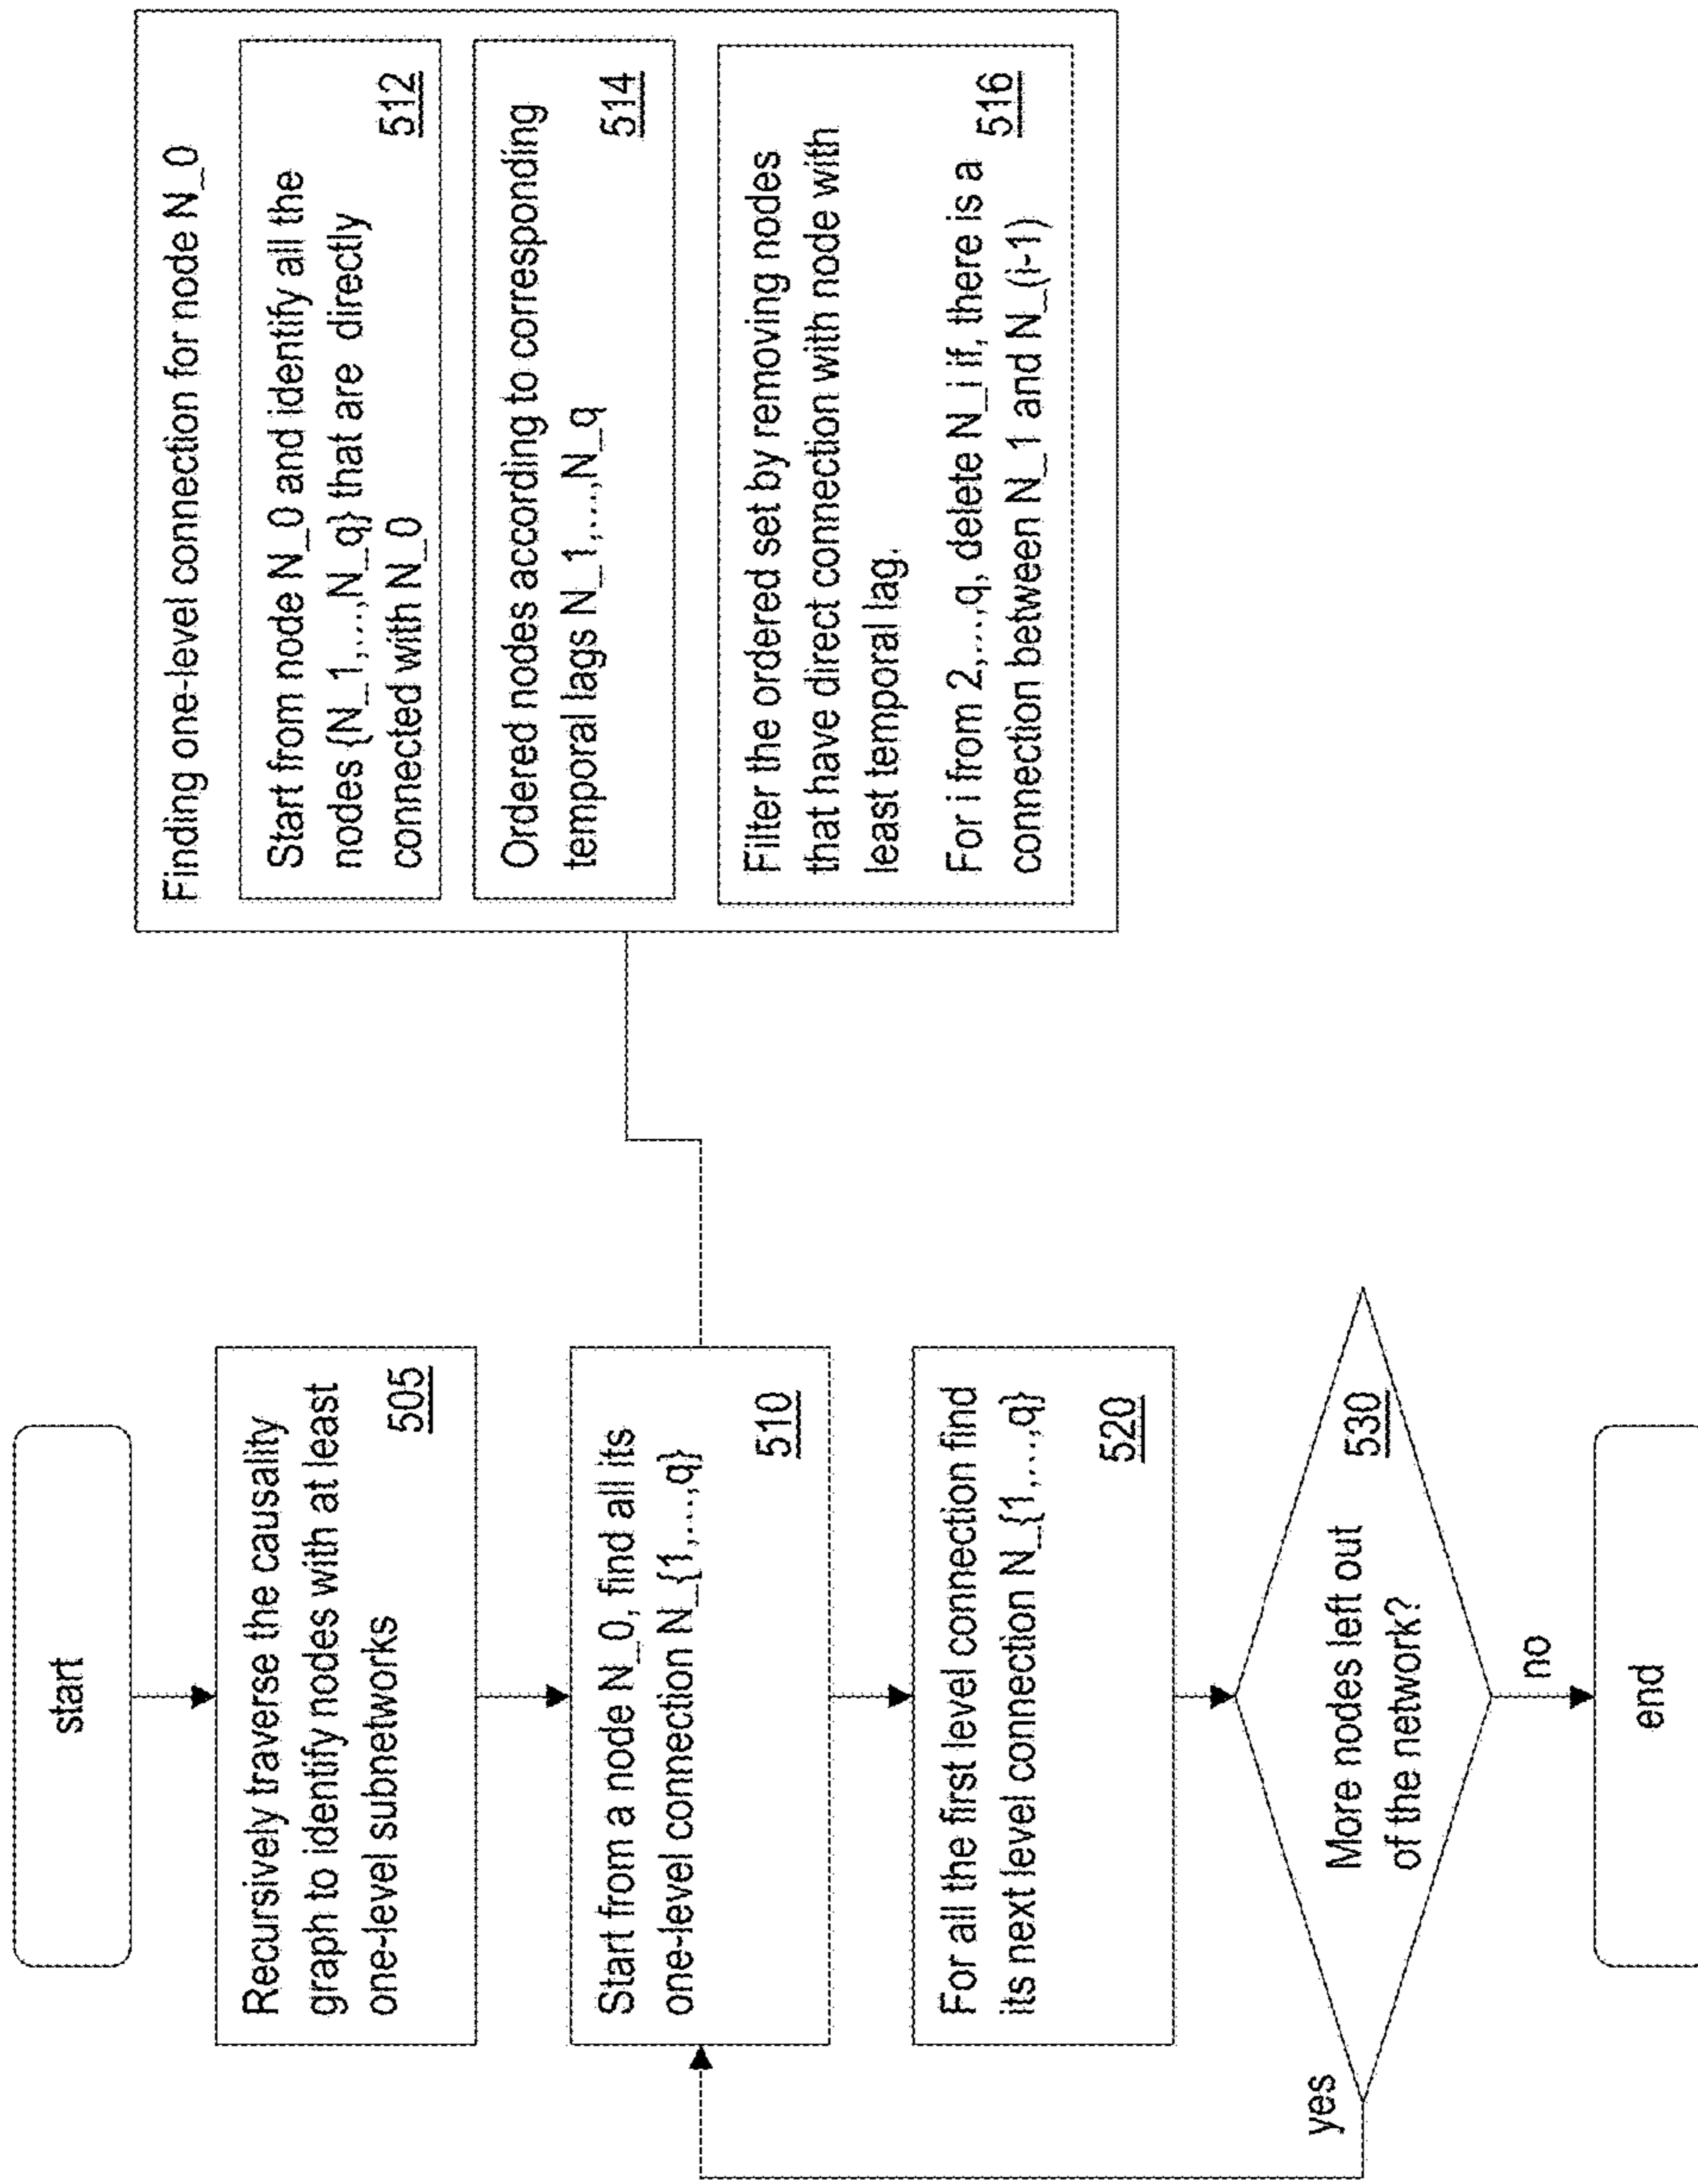 start
Recursively traverse the causality
graph to identify nodes with at least
one-level subnetworks
505
Start from a node N_0, find all its
one-level connection N_{1,...,q}
510
For all the first level connection find
its next level connection N_{1,...,q}
520
More nodes left out
of the network?
530
yes
no
end
Finding one-level connection for node N_0
Start from node N_0 and identify all the
nodes {N_1,...,N_q} that are directly
connected with N_0
512
Ordered nodes according to corresponding
temporal lags N_1,...,N_q
514
Filter the ordered set by removing nodes
that have direct connection with node with
least temporal lag.
For i from 2,...,q, delete N_i if, there is a
connection between N_1 and N_(i-1)
516